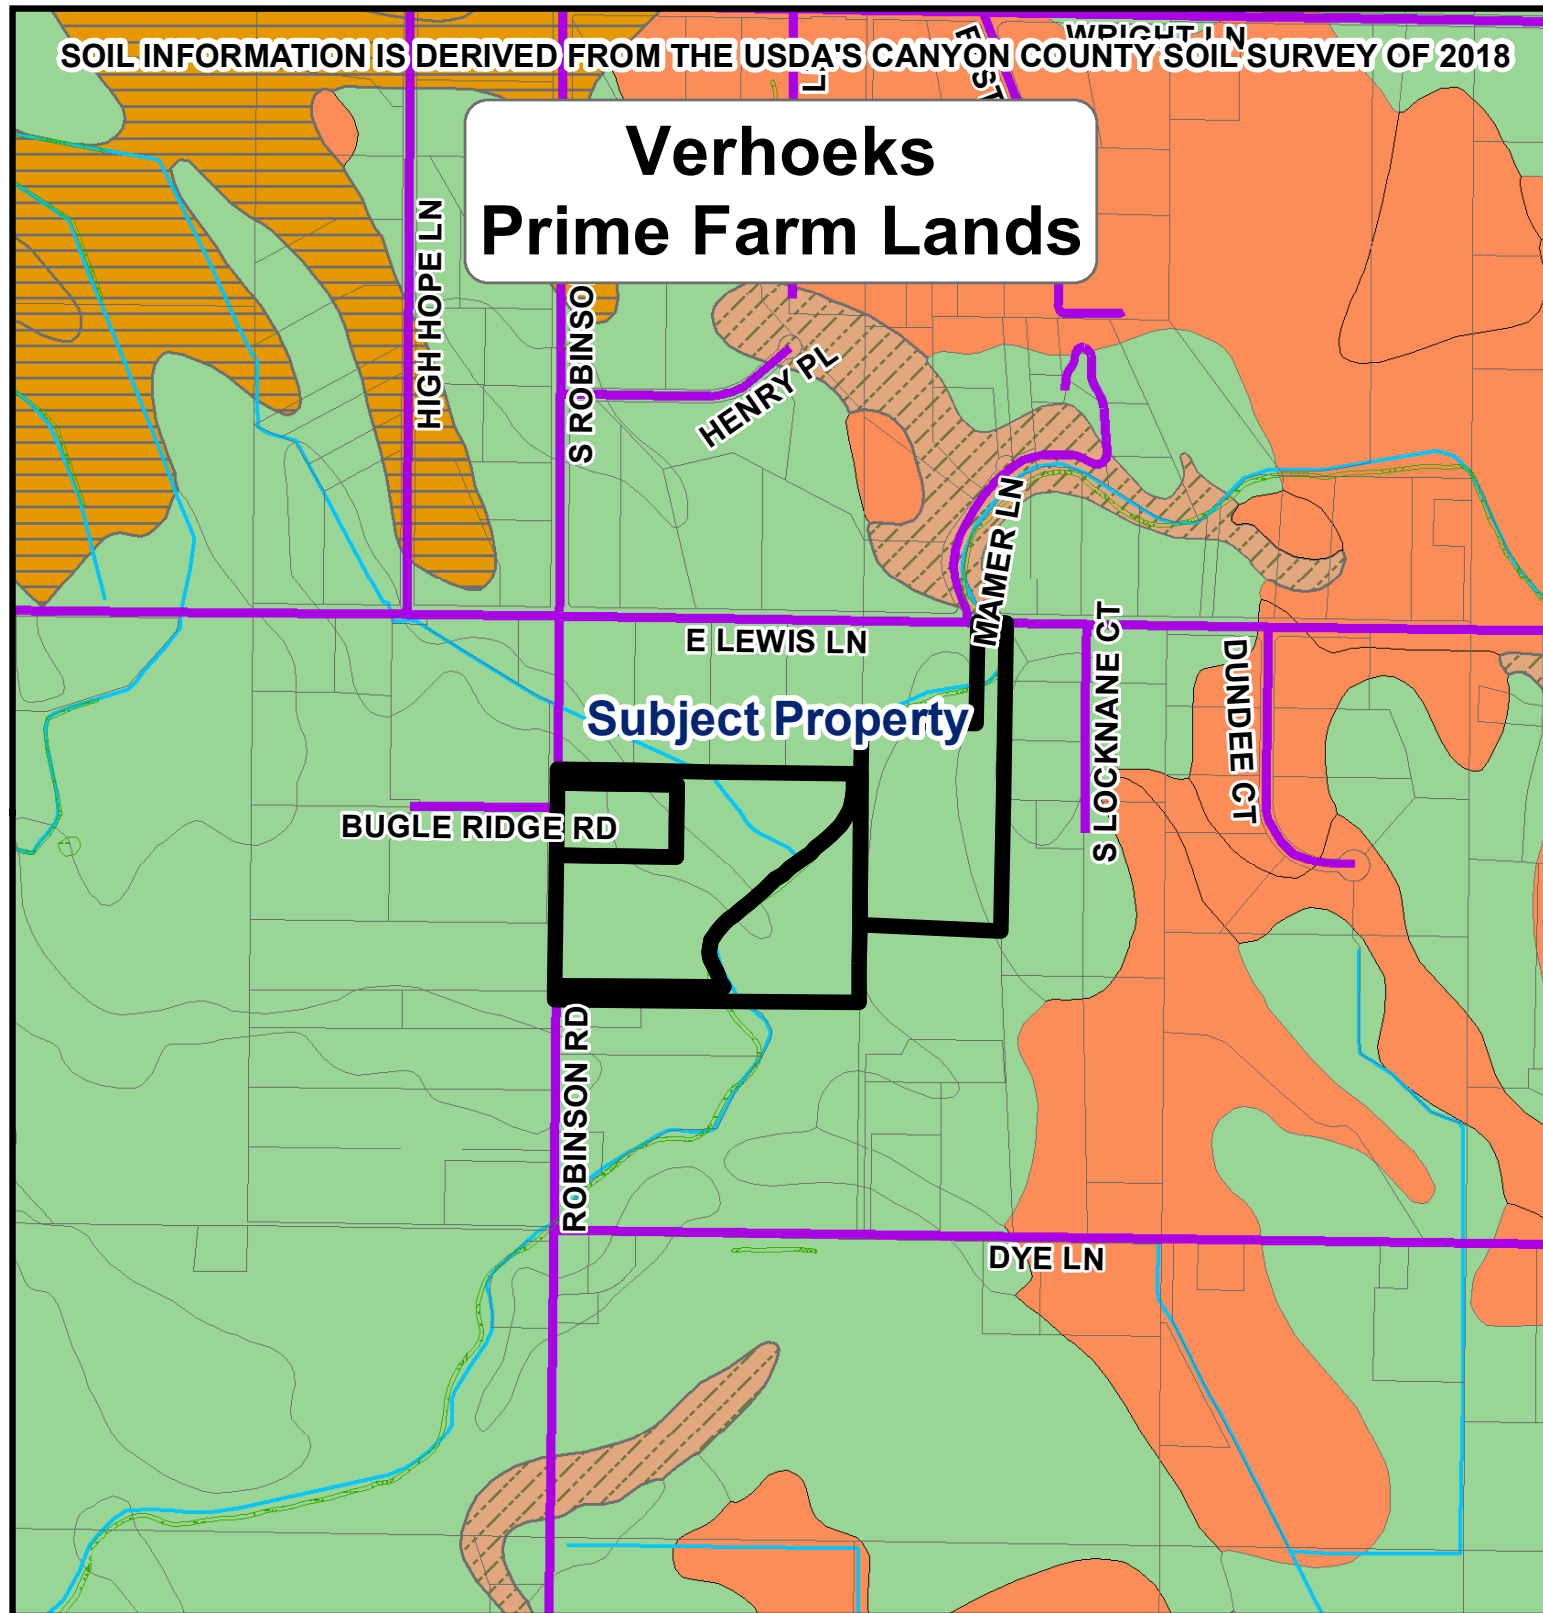 WRIGHT LN
SOIL INFORMATION IS DERIVED FROM THE USDA'S CANYON COUNTY SOIL SURVEY OF 2018
Verhoeks
Prime Farm Lands
HIGH HOPE LN
S ROBINSO
HENRY PL
MAMER LN
E LEWIS LN
S LOCKNANE CT
DUNDEE CT
Subject Property
BUGLE RIDGE RD
ROBINSON RD
DYE LN